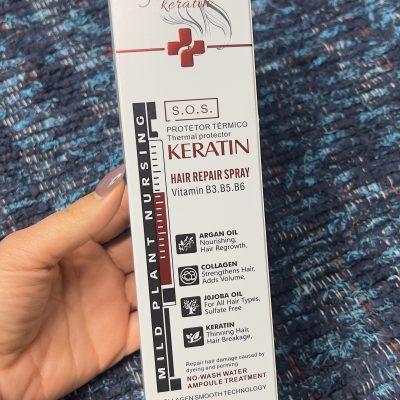 keratin
S.O.S.
PROTETOR TÉRMICO
Thermal protector
KERATIN
HAIR REPAIR SPRAY
Vitamin B3.B5.B6
MILD PLANT NURSING
ARGAN OIL
Nourishing,
Hair Regrowth,
COLLAGEN
Strengthens Hair,
Adds Volume,
JOJOBA OIL
For All Hair Types,
Sulfate Free
KERATIN
Thinning Hair,
Hair Breakage,
Repair hair damage caused by
dyeing and perming
NO-WASH WATER
AMPOULE TREATMENT
LLAGEN SMOOTH TECHNOLOGY